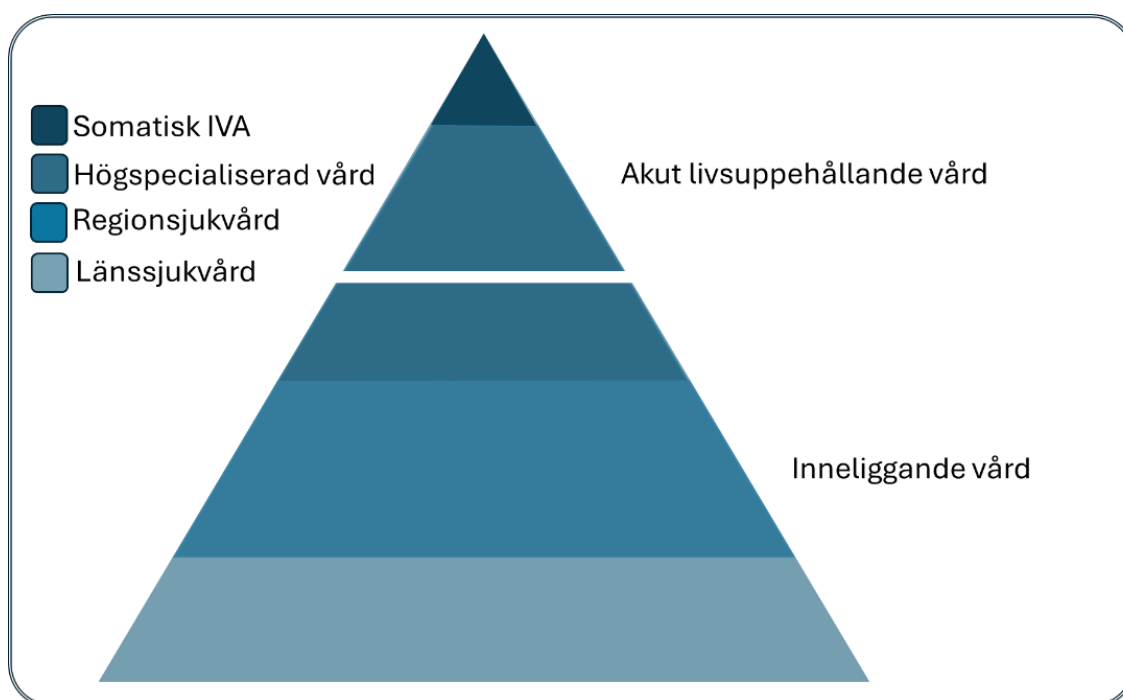 Somatisk IVA
Högspecialiserad vård
Akut livsuppehållande vård
Regionsjukvård
Länssjukvård
Inneliggande vård